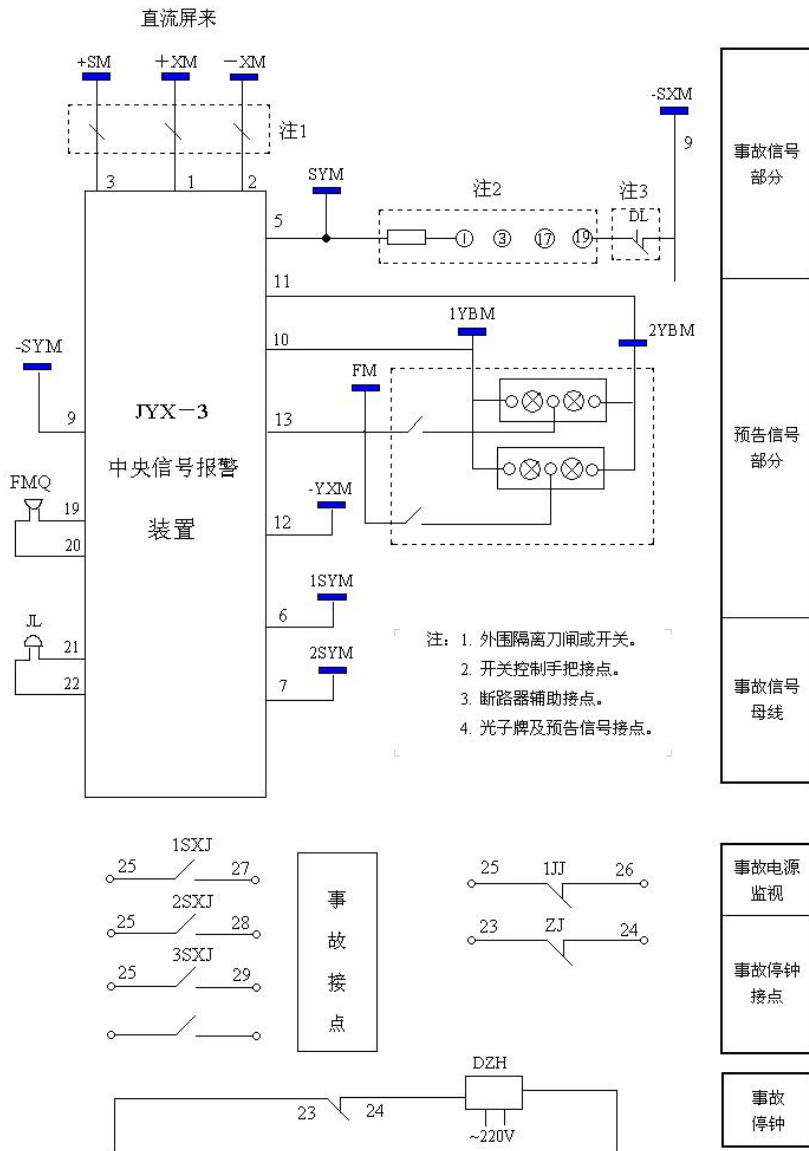 直流屏来
+SM
＋XM
－XM
注1
3
1
2
-SXM
9
事故信号
部分
SYM
注2
注3
DL
5
①
③
⑰
⑲
11
10
1YBM
2YBM
-SYM
9
FM
13
JYX－3
中央信号报警
装置
预告信号
部分
FMQ
19
20
12
-YXM
1SYM
6
JL
21
22
2SYM
7
注：1. 外围隔离刀闸或开关。
2. 开关控制手把接点。
3. 断路器辅助接点。
4. 光子牌及预告信号接点。
事故信号
母线
25
1SXJ
27
25
2SXJ
28
25
3SXJ
29
事
故
接
点
25
1JJ
26
23
ZJ
24
事故电源
监视
事故停钟
接点
DZH
23
24
~220V
事故
停钟